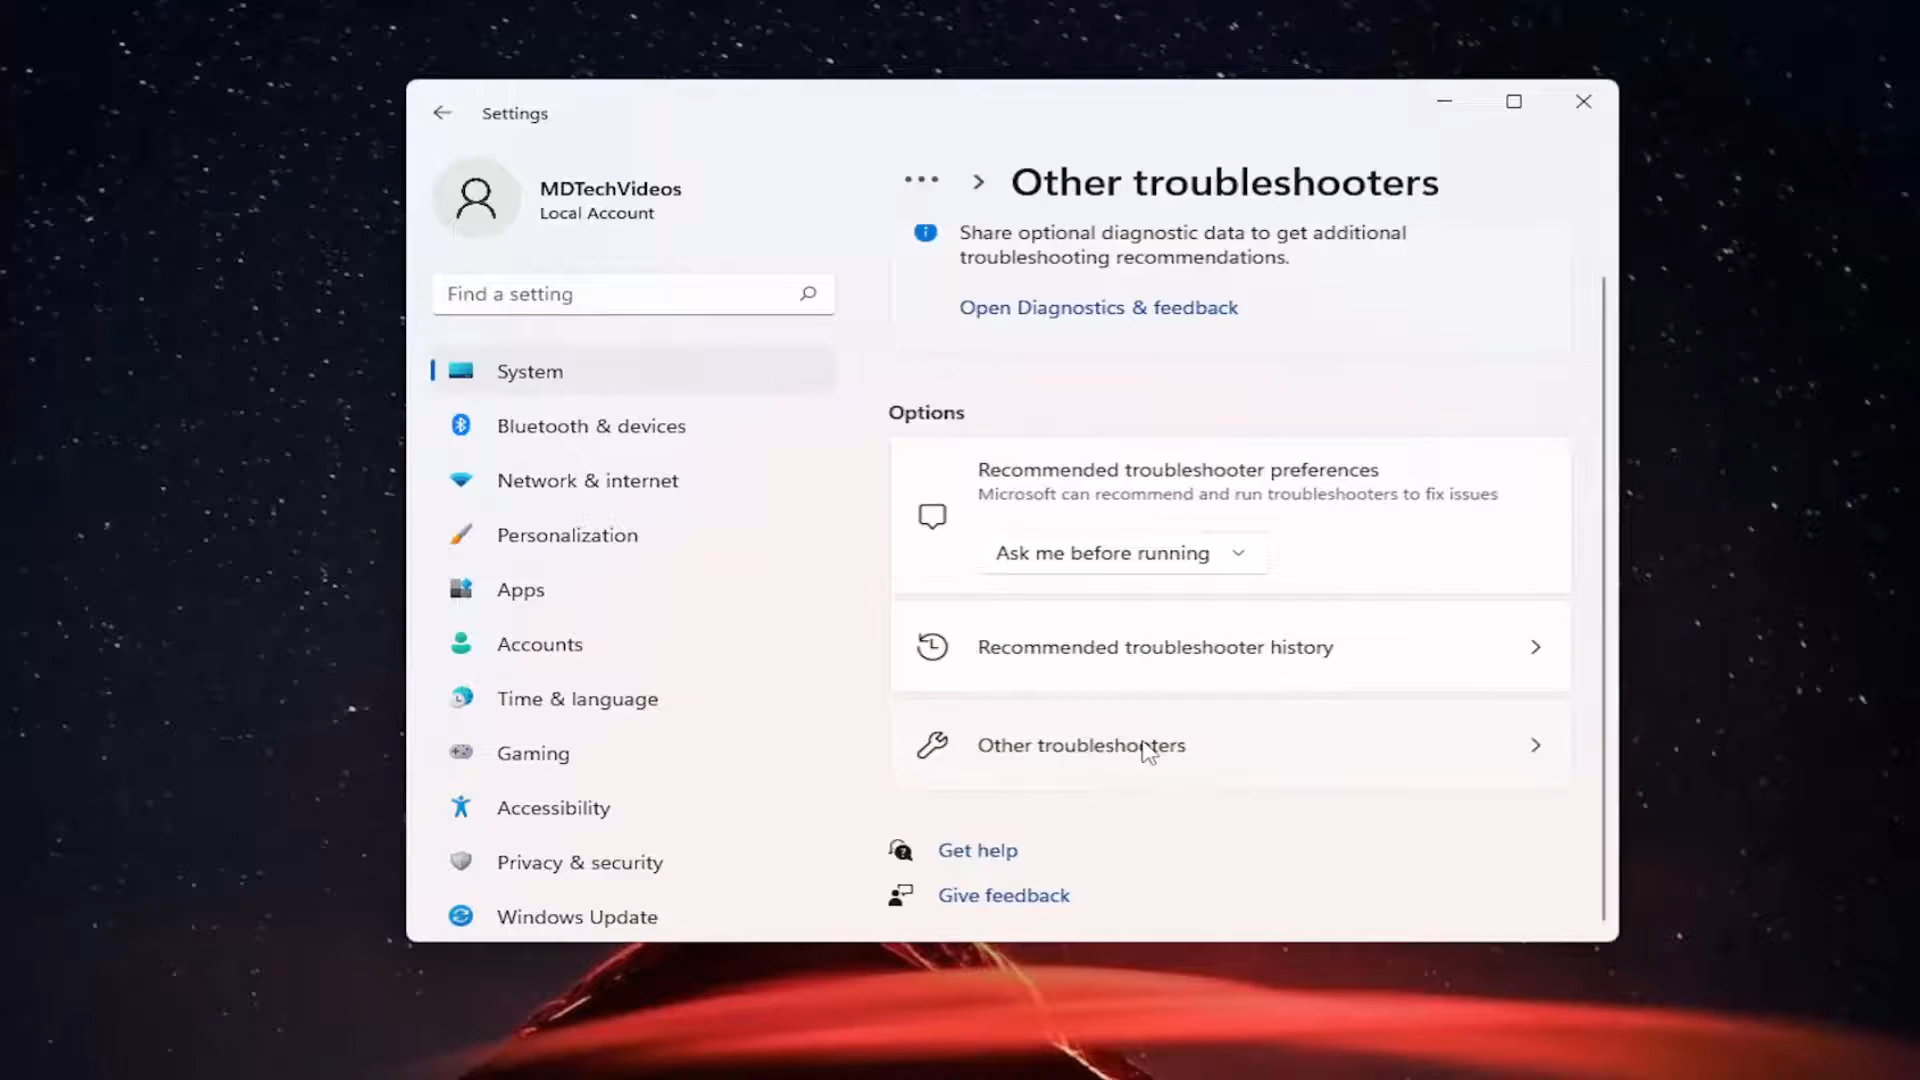 Settings
MDTechVideos
Local Account
Find a setting
System
Bluetooth & devices
Network & internet
Personalization
Apps
Accounts
Time & language
Gaming
Accessibility
Privacy & security
Windows Update
Other troubleshooters
Share optional diagnostic data to get additional
troubleshooting recommendations.
Open Diagnostics & feedback
Options
Recommended troubleshooter preferences
Microsoft can recommend and run troubleshooters to fix issues
Ask me before running
Recommended troubleshooter history
Other troubleshooters
Get help
Give feedback